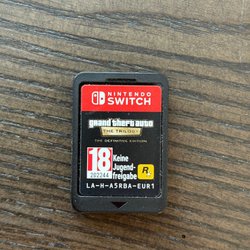 NINTENDO
SWITCH
grand theft auto
THE TRILOGY
THE DEFINITIVE EDITION
18
Keine
Jugend-
freigabe
202244
R
LA-H-A5RBA-EUR1